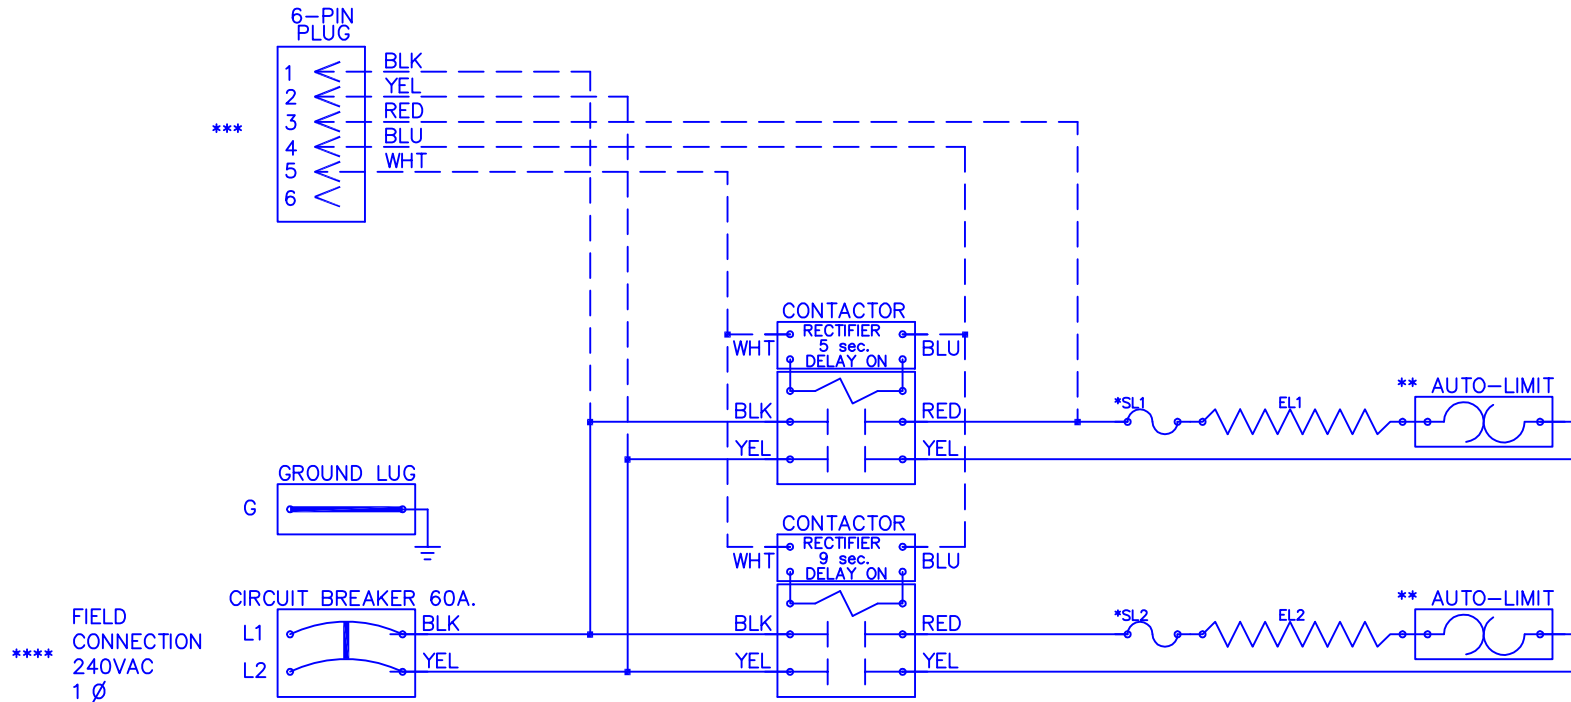 6-PIN
PLUG
1 BLK
2 YEL
3 RED
*** 4 BLU
5 WHT
6
CONTACTOR
RECTIFIER
5 sec.
DELAY ON
WHT BLU
BLK RED
YEL YEL
*SL1 EL1 ** AUTO-LIMIT
GROUND LUG
G
CONTACTOR
RECTIFIER
9 sec.
DELAY ON
WHT BLU
CIRCUIT BREAKER 60A.
**** FIELD
CONNECTION
240VAC
1 Ø
L1 BLK
L2 YEL
BLK RED
YEL YEL
*SL2 EL2 ** AUTO-LIMIT